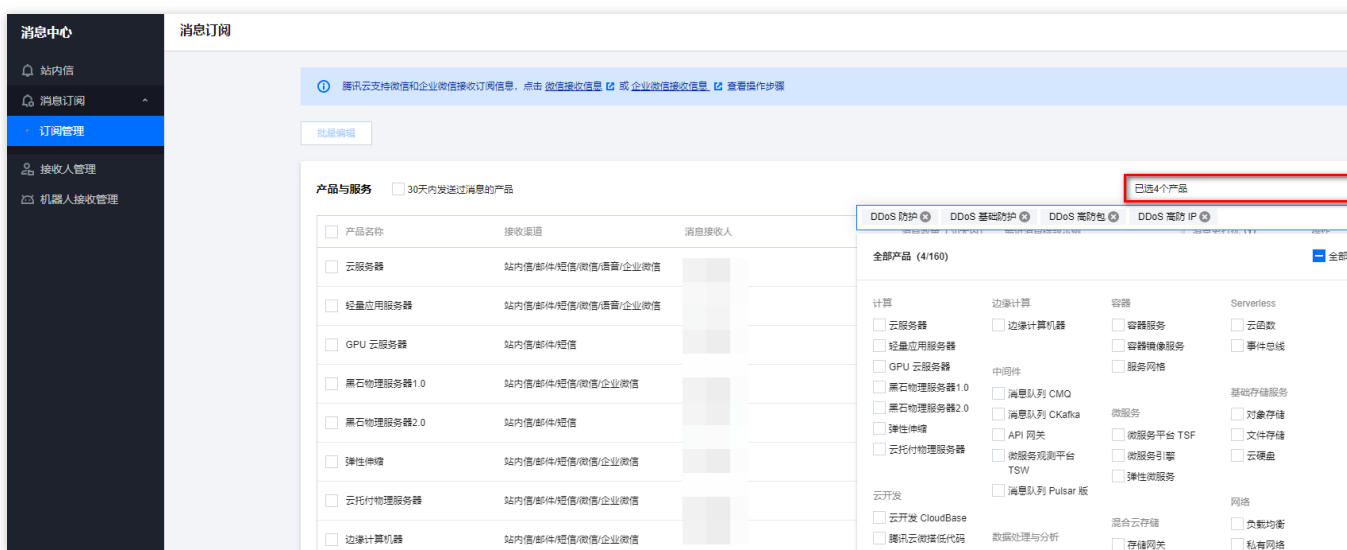 消息中心
消息订阅
站内信
消息订阅
订阅管理
接收人管理
机器人接收管理
腾讯云支持微信和企业微信接收订阅信息，点击 微信接收信息 或 企业微信接收信息 查看操作步骤
批量编辑
产品与服务 30天内发送过消息的产品
已选4个产品
DDoS 防护 DDoS 基础防护 DDoS 高防包 DDoS 高防 IP
产品名称 接收渠道 消息接收人
云服务器 站内信/邮件/短信/微信/语音/企业微信
轻量应用服务器 站内信/邮件/短信/微信/语音/企业微信
GPU 云服务器 站内信/邮件/短信
黑石物理服务器1.0 站内信/邮件/短信/微信/企业微信
黑石物理服务器2.0 站内信/邮件/短信
弹性伸缩 站内信/邮件/短信/微信/企业微信
云托付物理服务器 站内信/邮件/短信/微信/企业微信
边缘计算机器 站内信/邮件/短信/微信/企业微信
全部产品 (4/160) 全部
计算
云服务器
轻量应用服务器
GPU 云服务器
黑石物理服务器1.0
黑石物理服务器2.0
弹性伸缩
云托付物理服务器
云开发
云开发 CloudBase
腾讯云微搭低代码
边缘计算
边缘计算机器
中间件
消息队列 CMQ
消息队列 CKafka
API 网关
微服务观测平台
TSW
消息队列 Pulsar 版
数据处理与分析
容器
容器服务
容器镜像服务
服务网格
微服务
微服务平台 TSF
微服务引擎
弹性微服务
混合云存储
存储网关
Serverless
云函数
事件总线
基础存储服务
对象存储
文件存储
云硬盘
网络
负载均衡
私有网络